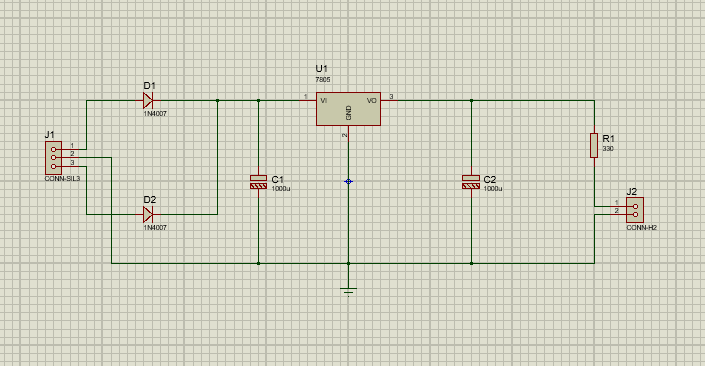 U1
7805
D1
1 VI VO 3
GND
1N4007
2
J1
1
2
3
CONN-SIL3
R1
330
C1
1000u
C2
1000u
D2
1N4007
J2
1
2
CONN-H2